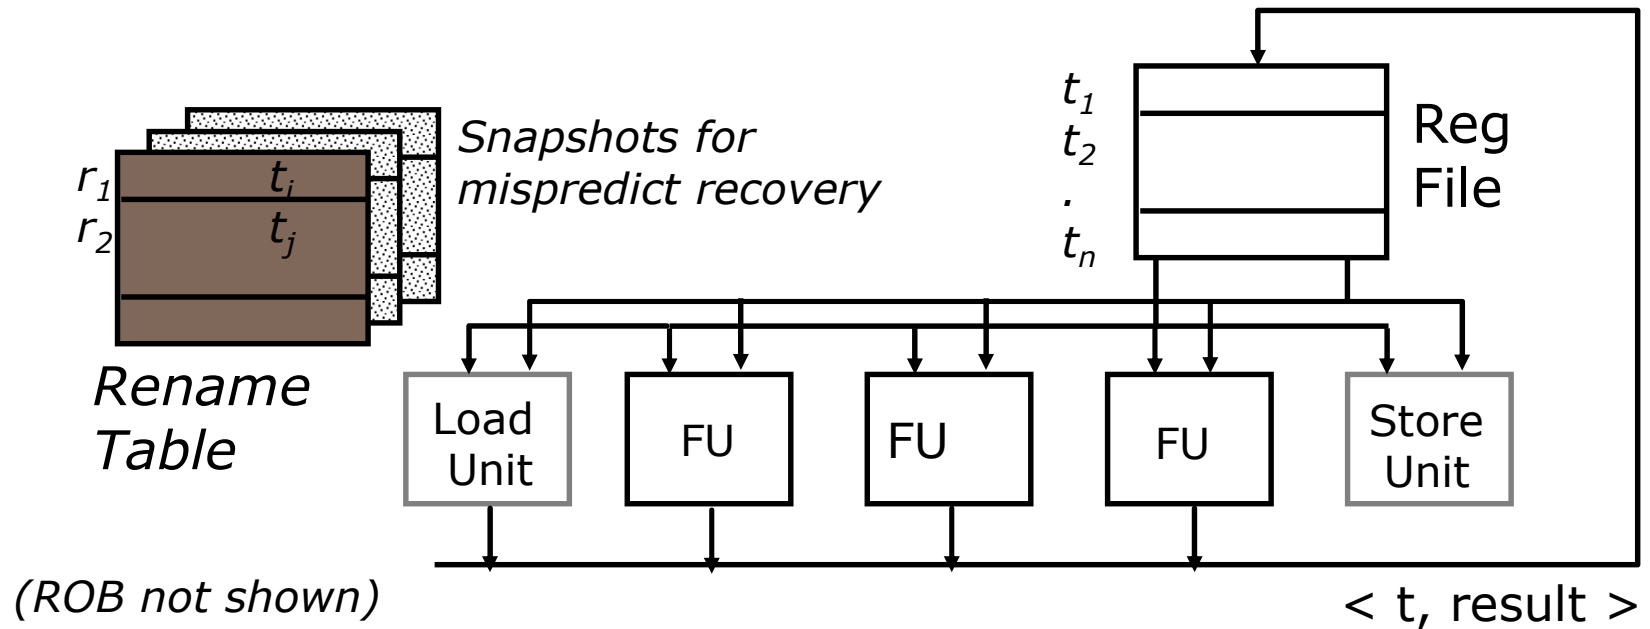 t1
t2
.
tn
Reg
File
Snapshots for
mispredict recovery
r1
ti
r2
tj
Rename
Table
Load
Unit
FU
FU
FU
Store
Unit
(ROB not shown)
< t, result >